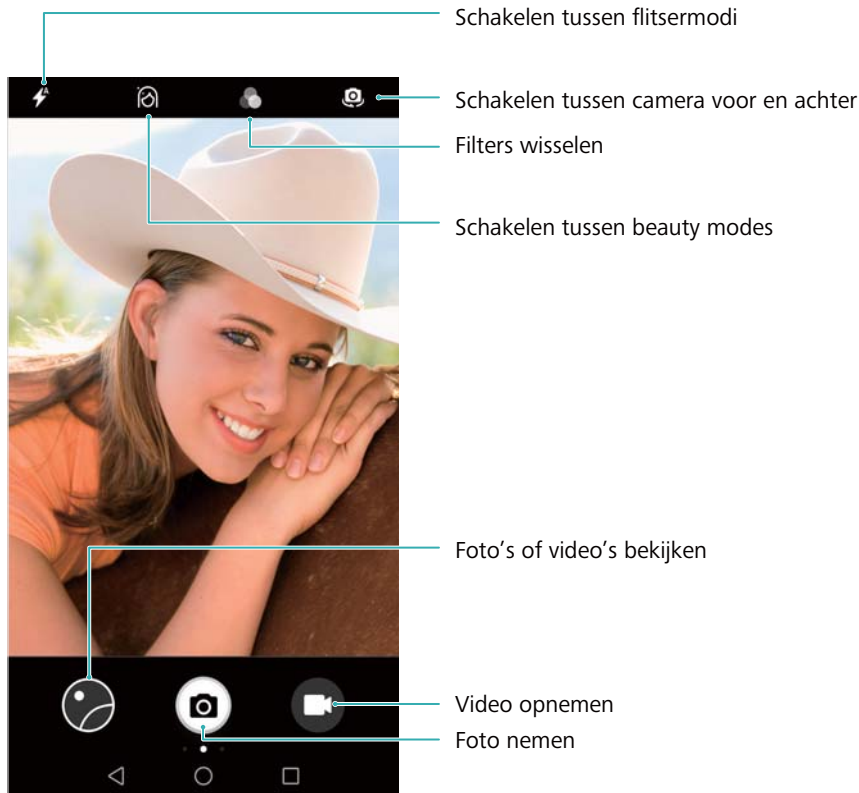 Schakelen tussen flitsermodi
A
Schakelen tussen camera voor en achter
Filters wisselen
Schakelen tussen beauty modes
Foto's of video's bekijken
Video opnemen
Foto nemen